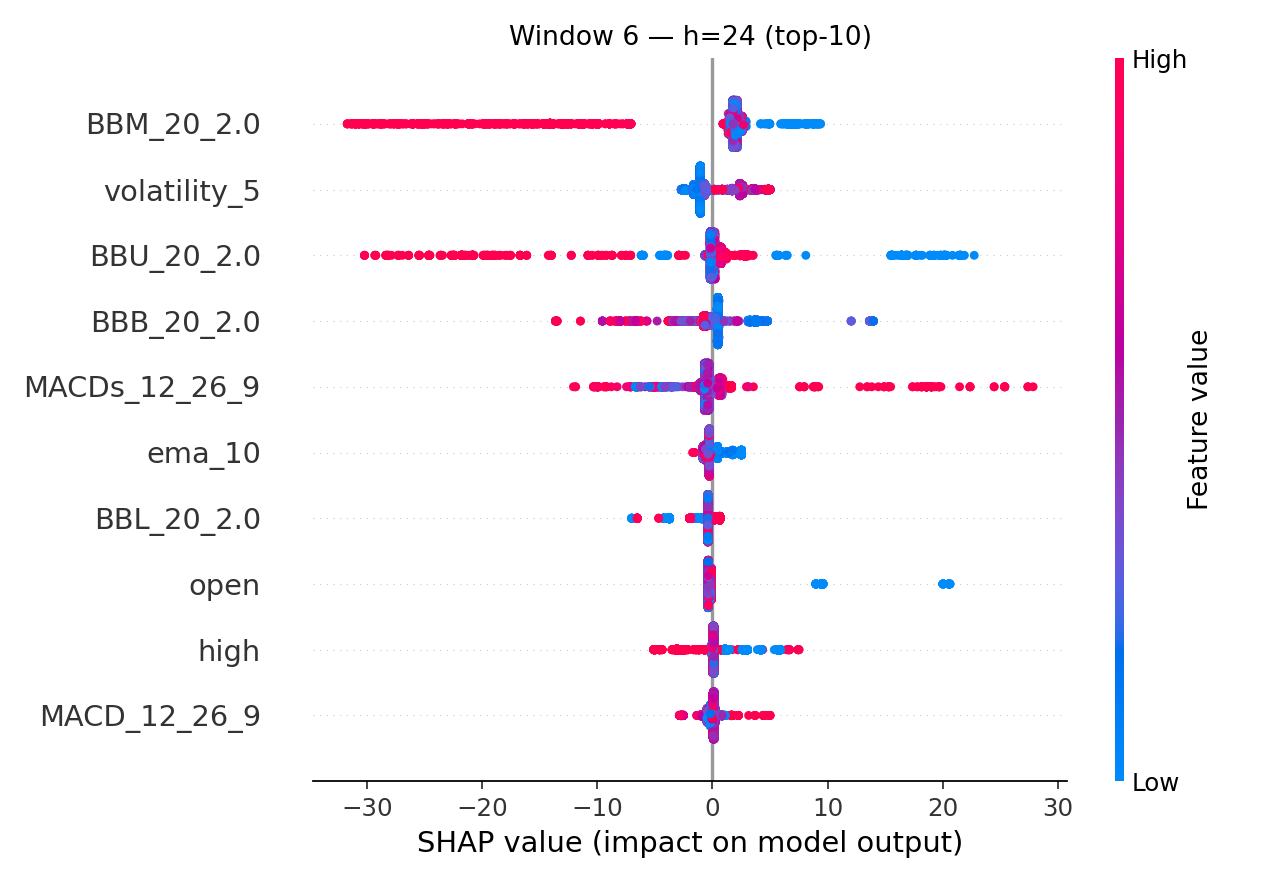 Window 6 — h=24 (top-10)
High
BBM_20_2.0
volatility_5
BBU_20_2.0
BBB_20_2.0
MACDs_12_26_9
ema_10
BBL_20_2.0
open
high
MACD_12_26_9
Feature value
Low
−30 −20 −10 0 10 20 30
SHAP value (impact on model output)